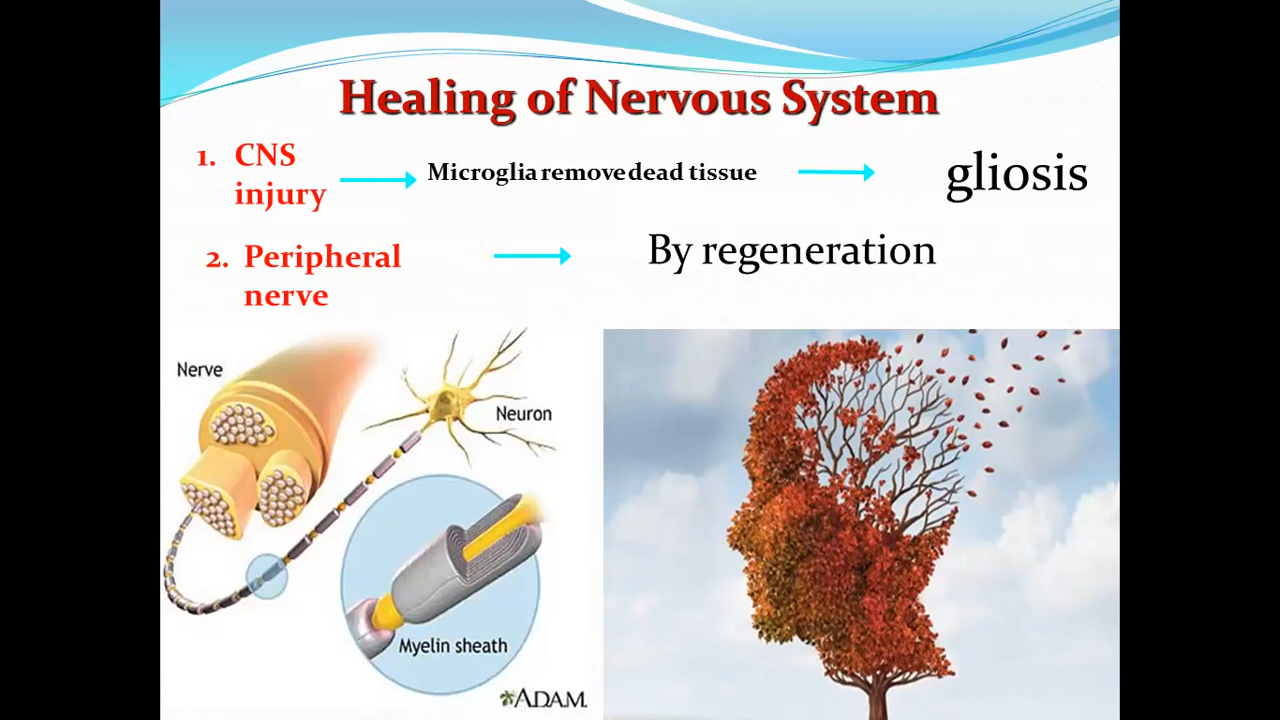 Healing of Nervous System
1. CNS
injury
Microglia remove dead tissue
gliosis
2. Peripheral
nerve
By regeneration
Nerve
Neuron
Myelin sheath
ADAM.